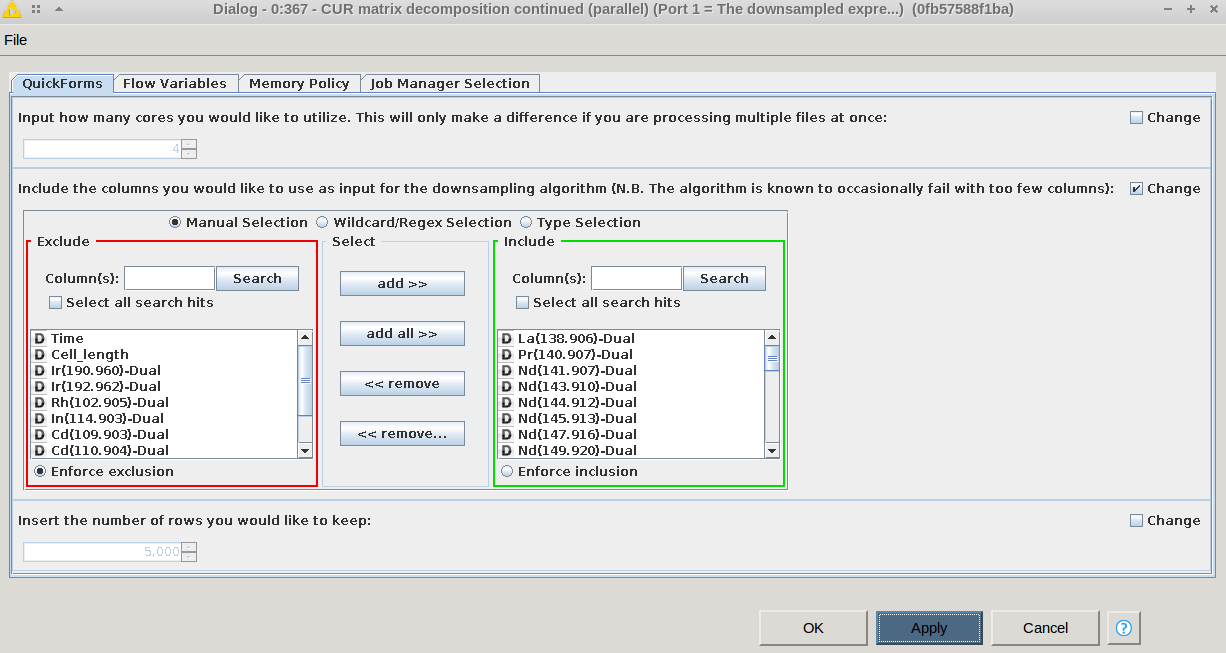 Dialog - 0:367 - CUR matrix decomposition continued (parallel) (Port 1 = The downsampled expre...) (0fb57588f1ba)
File
QuickForms Flow Variables Memory Policy Job Manager Selection
Input how many cores you would like to utilize. This will only make a difference if you are processing multiple files at once: Change
4
Include the columns you would like to use as input for the downsampling algorithm (N.B. The algorithm is known to occasionally fail with too few columns): Change
Manual Selection Wildcard/Regex Selection Type Selection
Exclude
Column(s): Search
Select all search hits
D Time
D Cell_length
D Ir{190.960}-Dual
D Ir{192.962}-Dual
D Rh{102.905}-Dual
D In{114.903}-Dual
D Cd{109.903}-Dual
D Cd{110.904}-Dual
Enforce exclusion
Select
add >>
add all >>
<< remove
<< remove...
Include
Column(s): Search
Select all search hits
D La{138.906}-Dual
D Pr{140.907}-Dual
D Nd{141.907}-Dual
D Nd{143.910}-Dual
D Nd{144.912}-Dual
D Nd{145.913}-Dual
D Nd{147.916}-Dual
D Nd{149.920}-Dual
Enforce inclusion
Insert the number of rows you would like to keep: Change
5,000
OK Apply Cancel ?